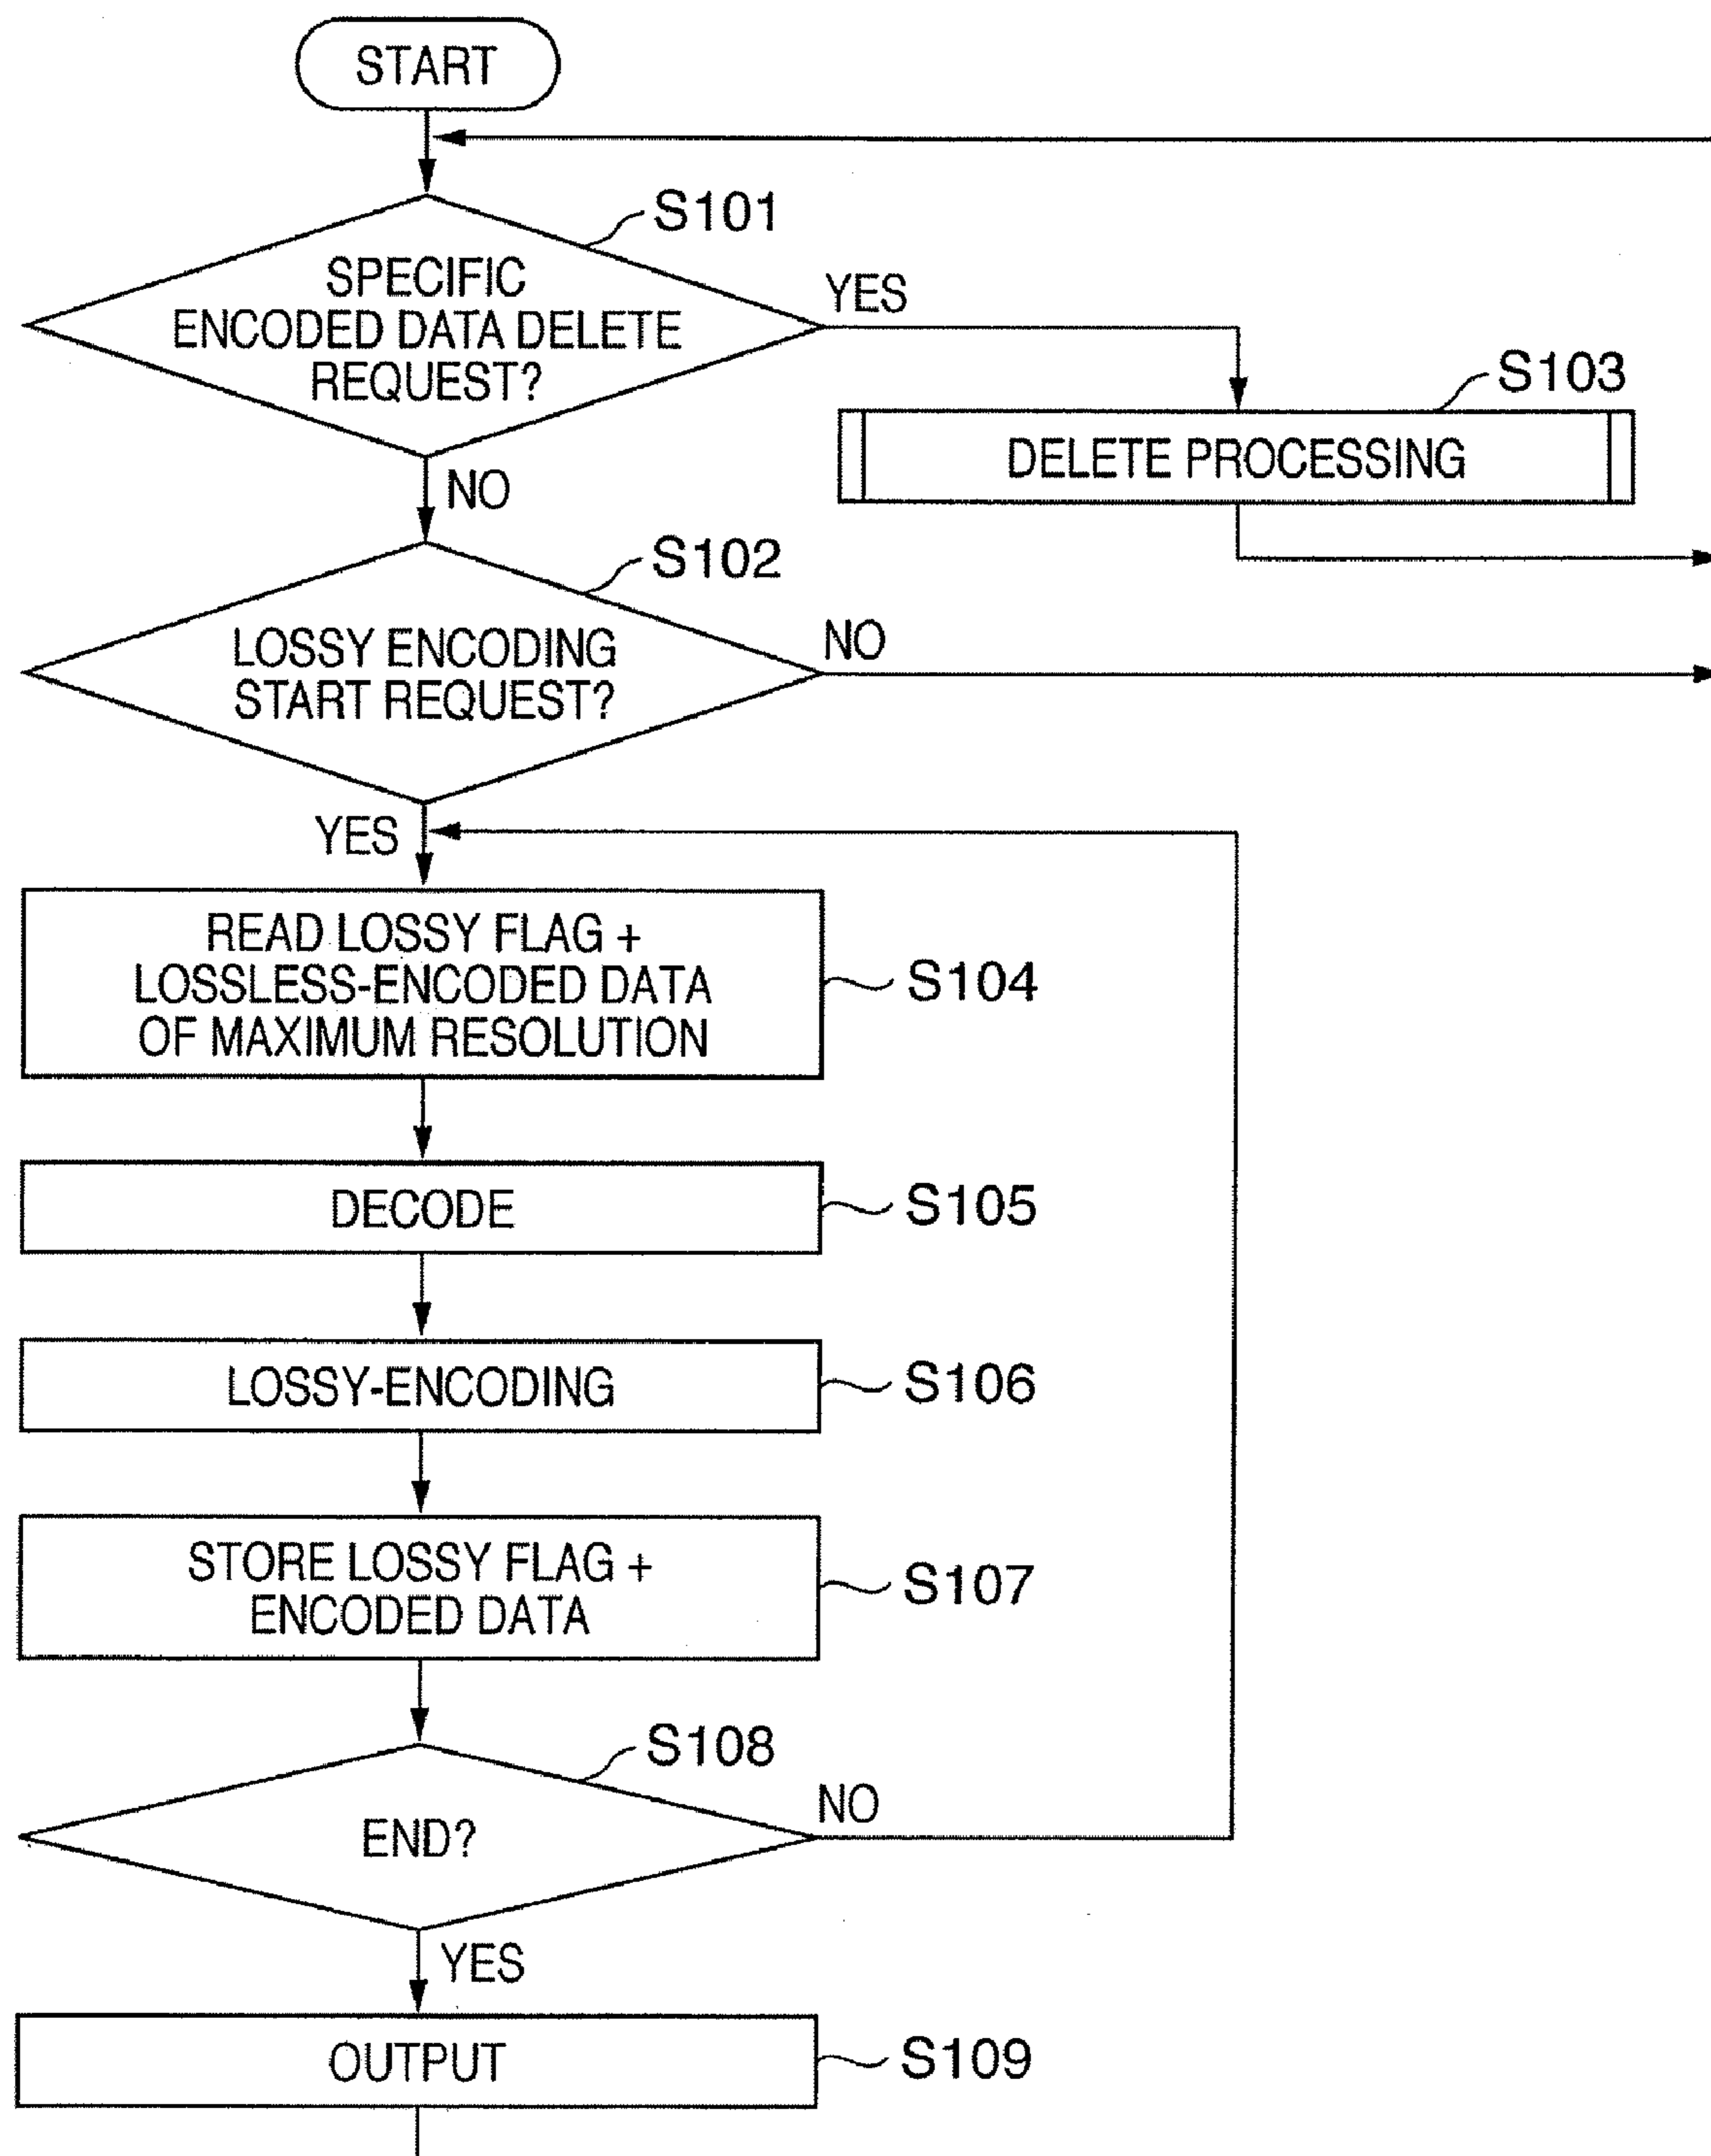 START
S101
SPECIFIC
ENCODED DATA DELETE
REQUEST?
YES
S103
DELETE PROCESSING
NO
S102
LOSSY ENCODING
START REQUEST?
NO
YES
READ LOSSY FLAG +
LOSSLESS-ENCODED DATA
OF MAXIMUM RESOLUTION
S104
DECODE
S105
LOSSY-ENCODING
S106
STORE LOSSY FLAG +
ENCODED DATA
S107
S108
END?
NO
YES
OUTPUT
S109